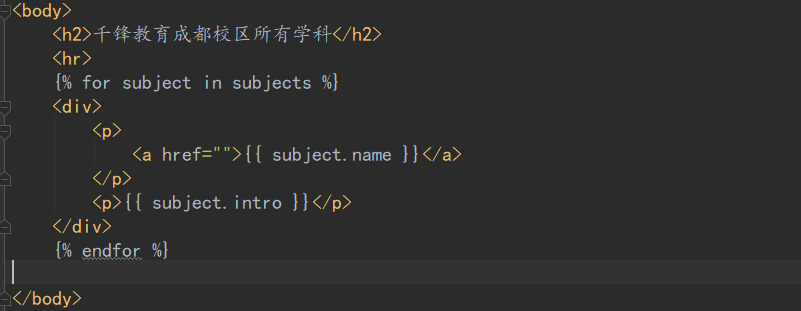 <body>
<h2>千锋教育成都校区所有学科</h2>
<hr>
{% for subject in subjects %}
<div>
<p>
<a href="">{{ subject.name }}</a>
</p>
<p>{{ subject.intro }}</p>
</div>
{% endfor %}
</body>